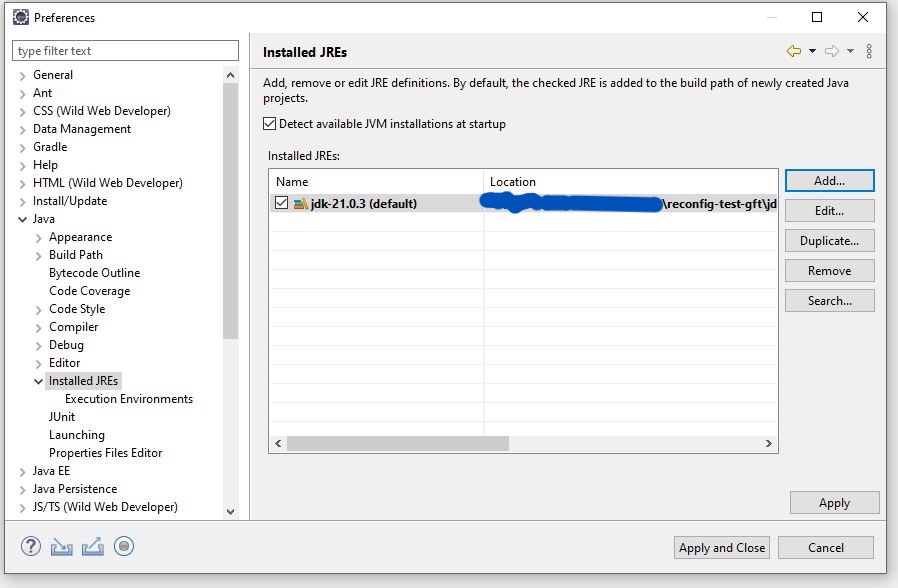 Preferences
type filter text
Installed JREs
General
Ant
CSS (Wild Web Developer)
Data Management
Gradle
Help
HTML (Wild Web Developer)
Install/Update
Java
Appearance
Build Path
Bytecode Outline
Code Coverage
Code Style
Compiler
Debug
Editor
Installed JREs
Execution Environments
JUnit
Launching
Properties Files Editor
Java EE
Java Persistence
JS/TS (Wild Web Developer)
Add, remove or edit JRE definitions. By default, the checked JRE is added to the build path of newly created Java
projects.
Detect available JVM installations at startup
Installed JREs:
Name Location
jdk-21.0.3 (default) \reconfig-test-gft\jd
Add...
Edit...
Duplicate...
Remove
Search...
Apply
Apply and Close Cancel